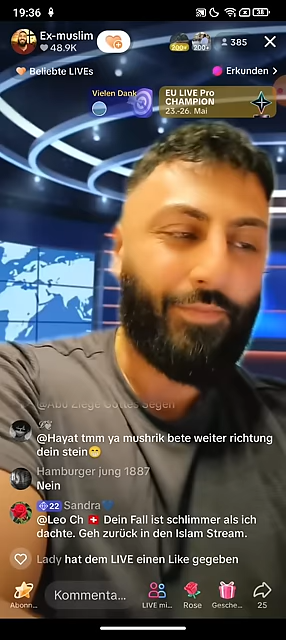 19:36
38
Ex-muslim
48.9K
200+
200+
385
Beliebte LIVEs
Erkunden >
Vielen Dank
EU LIVE Pro
CHAMPION
23.-26. Mai
@Abu Ziege Gottes Segen
@Hayat tmm ya mushrik bete weiter richtung
dein stein😁
Hamburger jung 1887
Nein
22 Sandra💙
@Leo Ch 🇨🇭 Dein Fall ist schlimmer als ich
dachte. Geh zurück in den Islam Stream.
Lady hat dem LIVE einen Like gegeben
Abonn...
Kommenta...
LIVE mi...
Rose
Gesche...
25